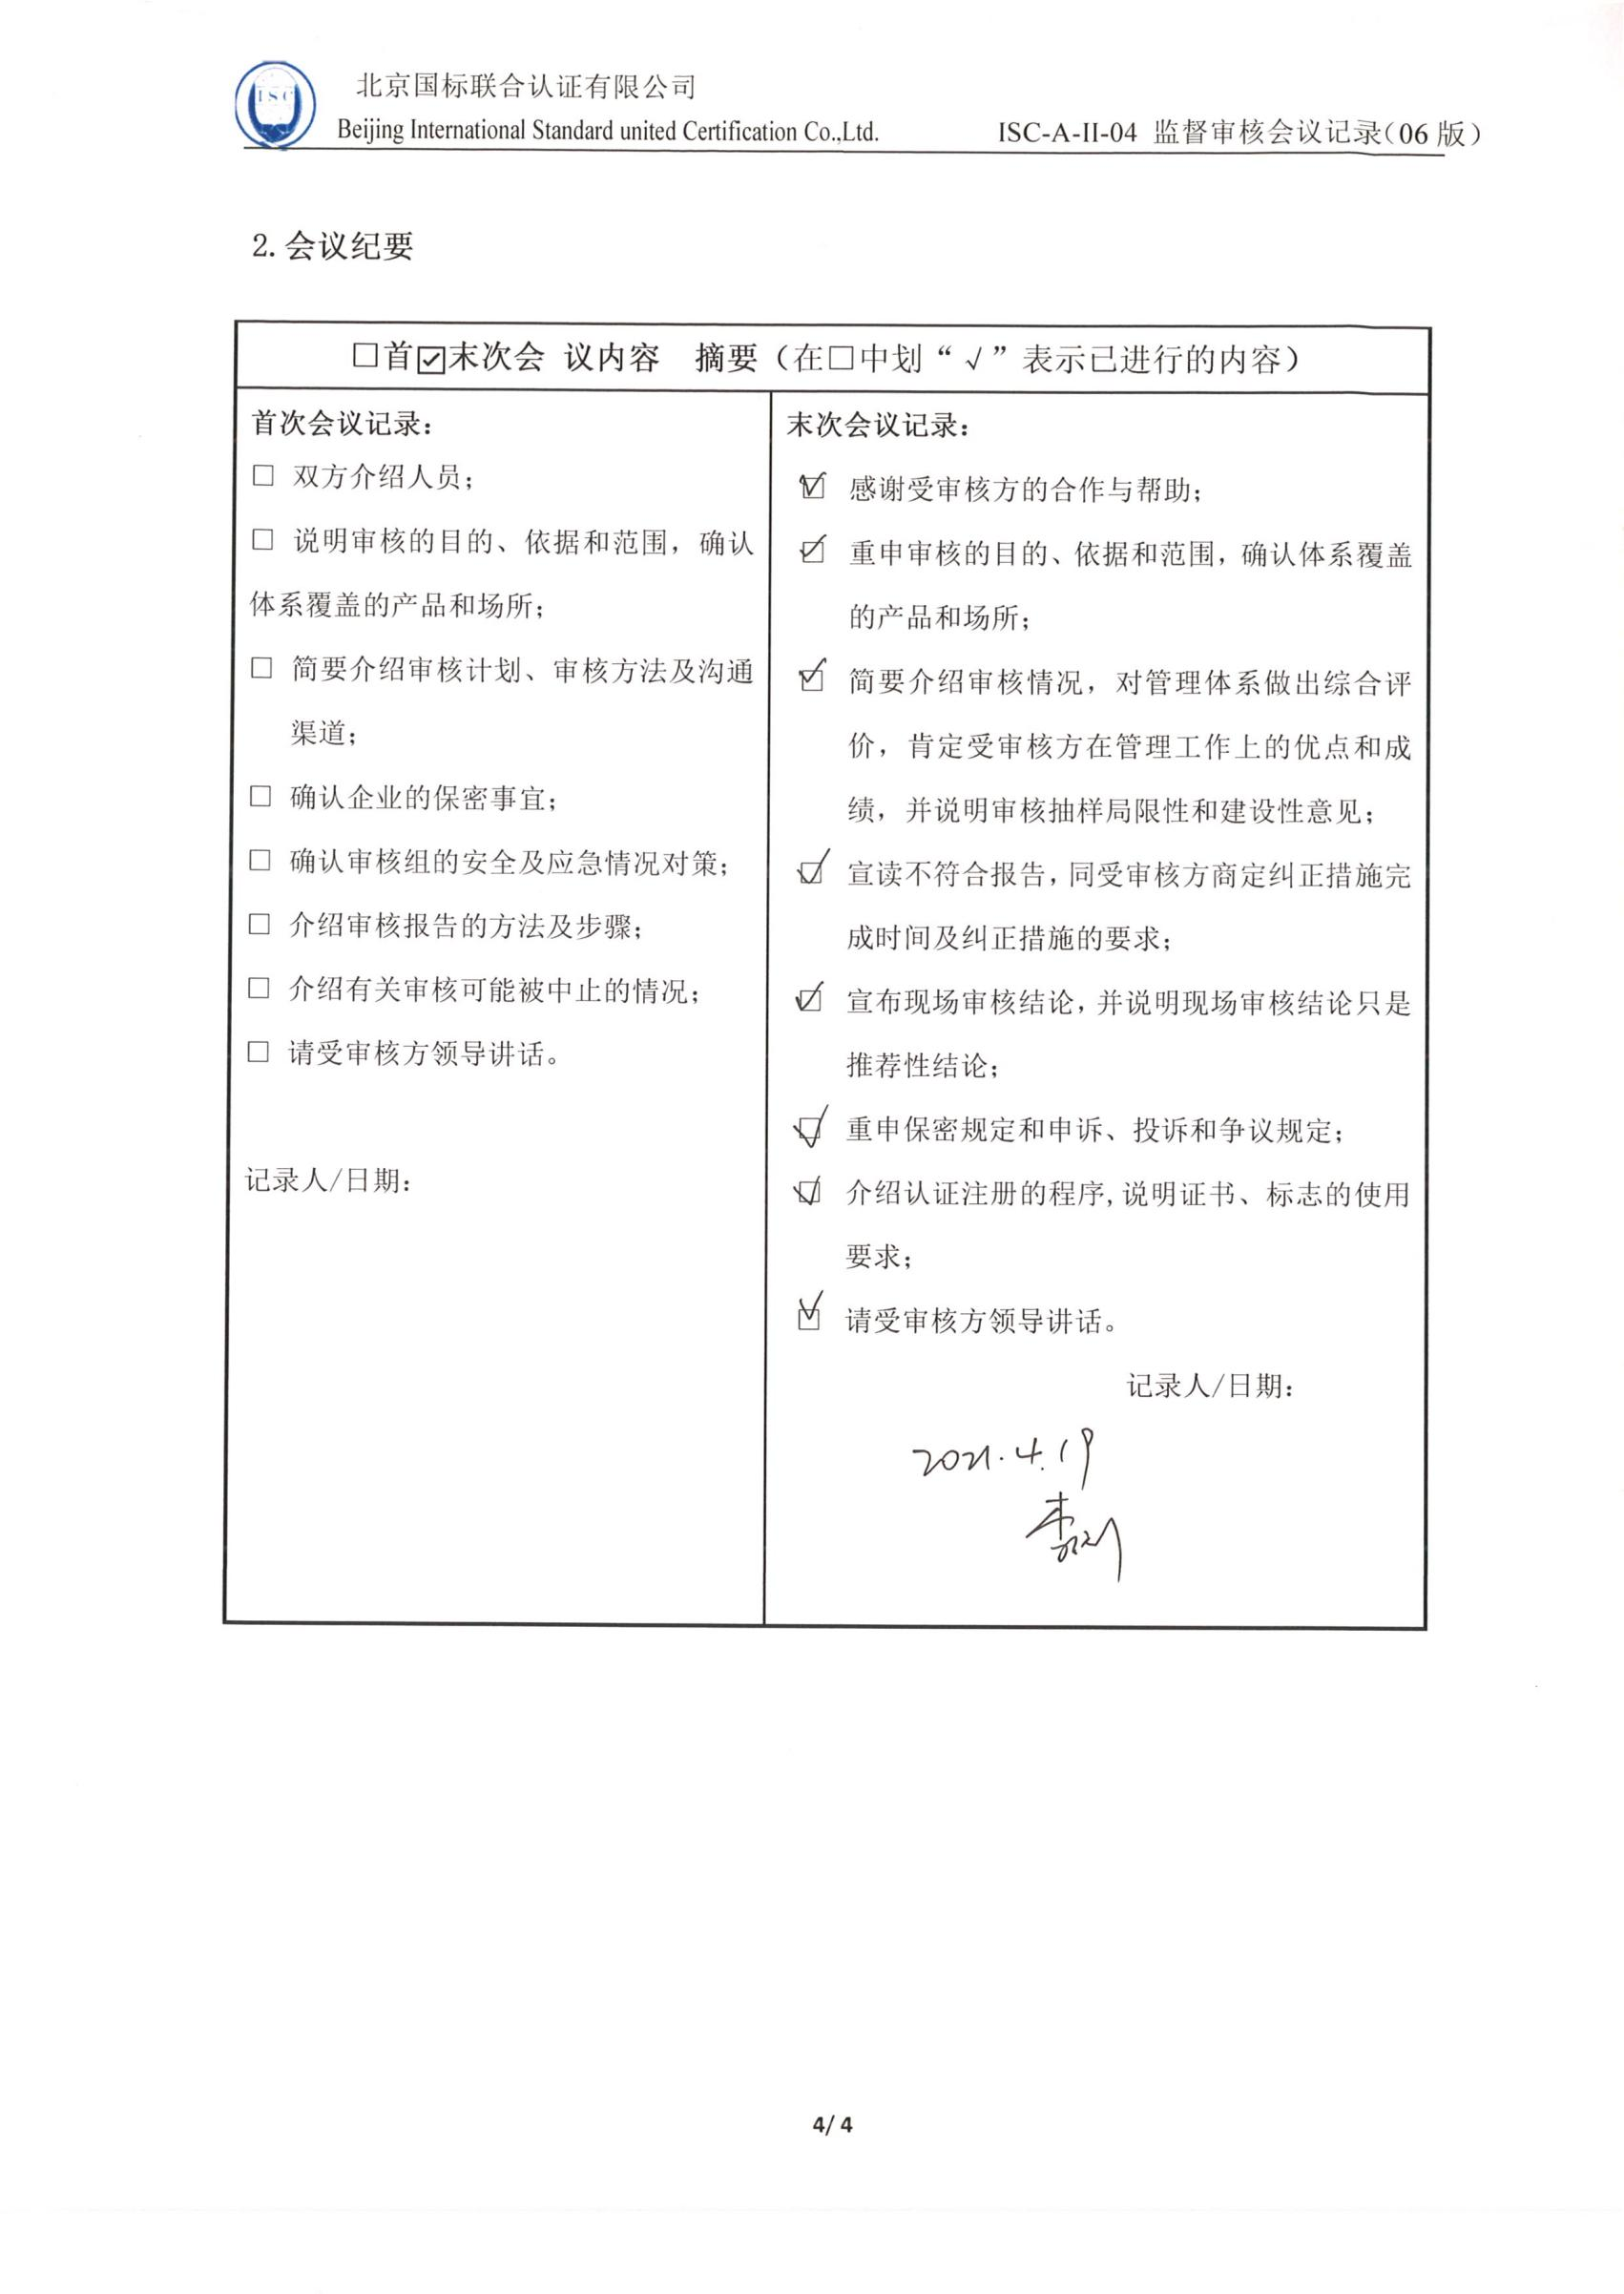 ISC
北京国标联合认证有限公司
Beijing International Standard united Certification Co.,Ltd.
ISC-A-II-04 监督审核会议记录(06 版)
2. 会议纪要
□首☑末次会 议内容 摘要（在□中划“√”表示已进行的内容）
首次会议记录：
□ 双方介绍人员；
□ 说明审核的目的、依据和范围，确认
体系覆盖的产品和场所；
□ 简要介绍审核计划、审核方法及沟通
渠道；
□ 确认企业的保密事宜；
□ 确认审核组的安全及应急情况对策；
□ 介绍审核报告的方法及步骤；
□ 介绍有关审核可能被中止的情况；
□ 请受审核方领导讲话。
记录人/日期：
末次会议记录：
☑ 感谢受审核方的合作与帮助；
☑ 重申审核的目的、依据和范围，确认体系覆盖
的产品和场所；
☑ 简要介绍审核情况，对管理体系做出综合评
价，肯定受审核方在管理工作上的优点和成
绩，并说明审核抽样局限性和建设性意见；
☑ 宣读不符合报告，同受审核方商定纠正措施完
成时间及纠正措施的要求；
☑ 宣布现场审核结论，并说明现场审核结论只是
推荐性结论；
☑ 重申保密规定和申诉、投诉和争议规定；
☑ 介绍认证注册的程序,说明证书、标志的使用
要求；
☑ 请受审核方领导讲话。
记录人/日期：
2021.4.19
4/ 4